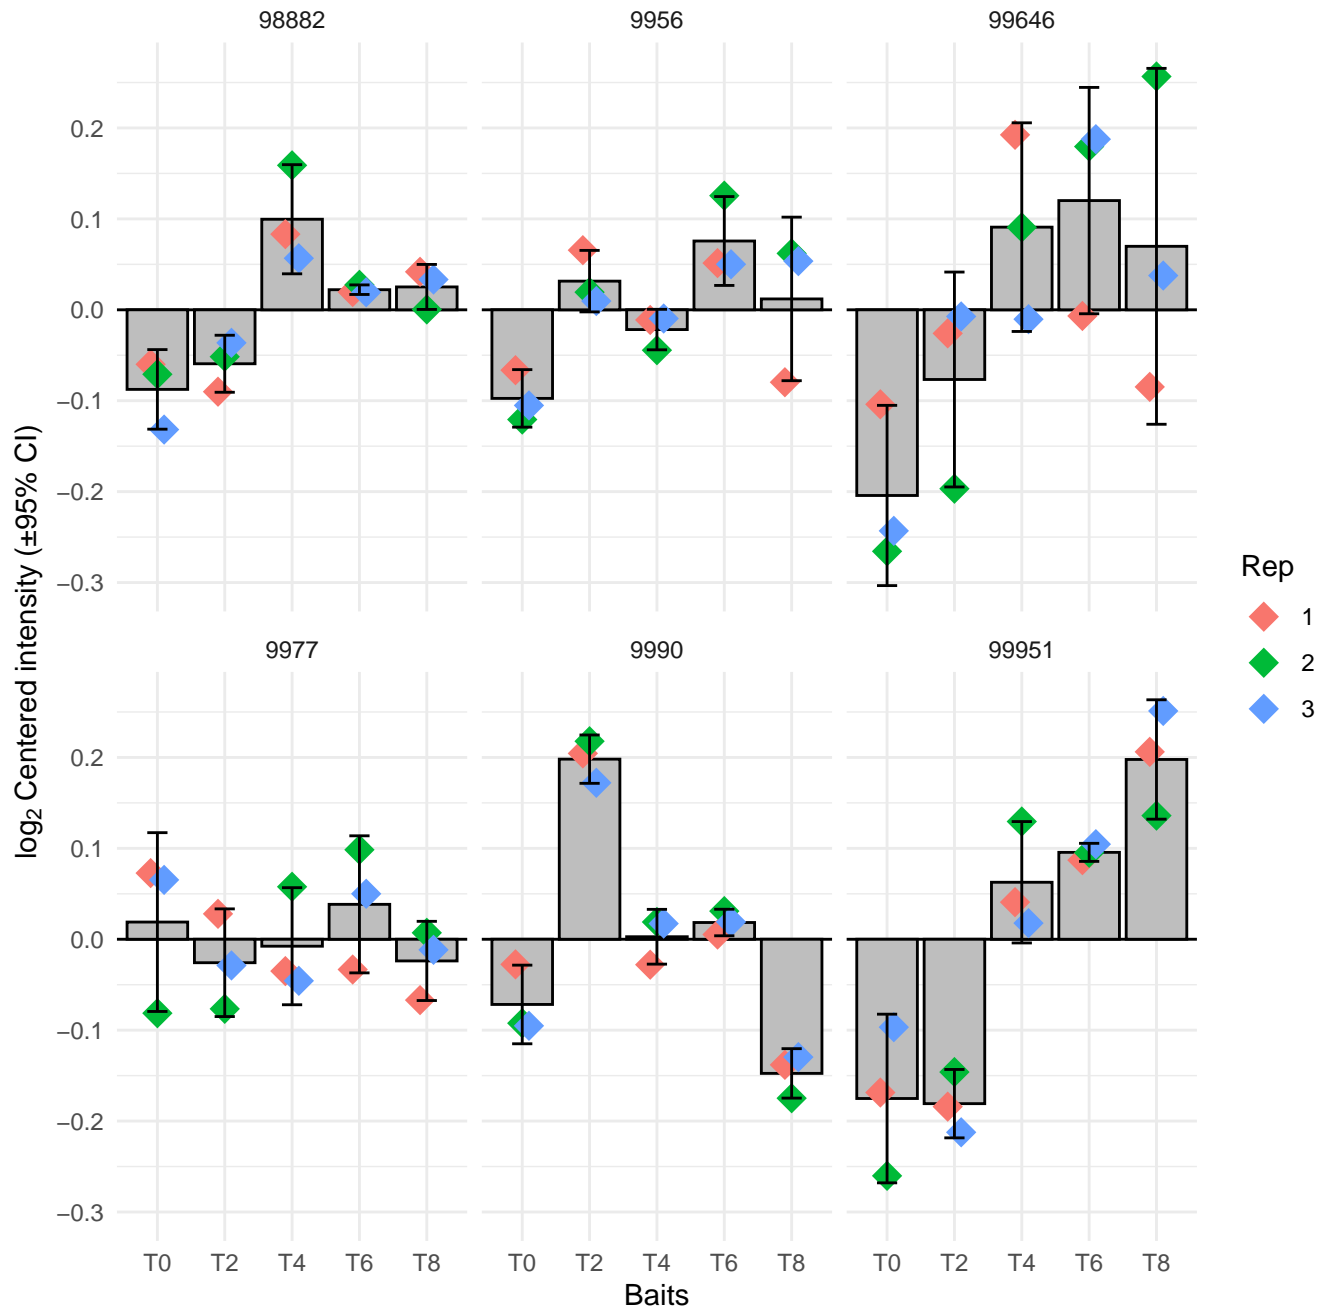 98882 9956 99646
0.2
0.1
0.0
−0.1
−0.2
−0.3
9977 9990 99951
0.2
0.1
0.0
−0.1
−0.2
−0.3
T0 T2 T4 T6 T8 T0 T2 T4 T6 T8 T0 T2 T4 T6 T8
Baits
log₂ Centered intensity (±95% CI)
Rep
1
2
3